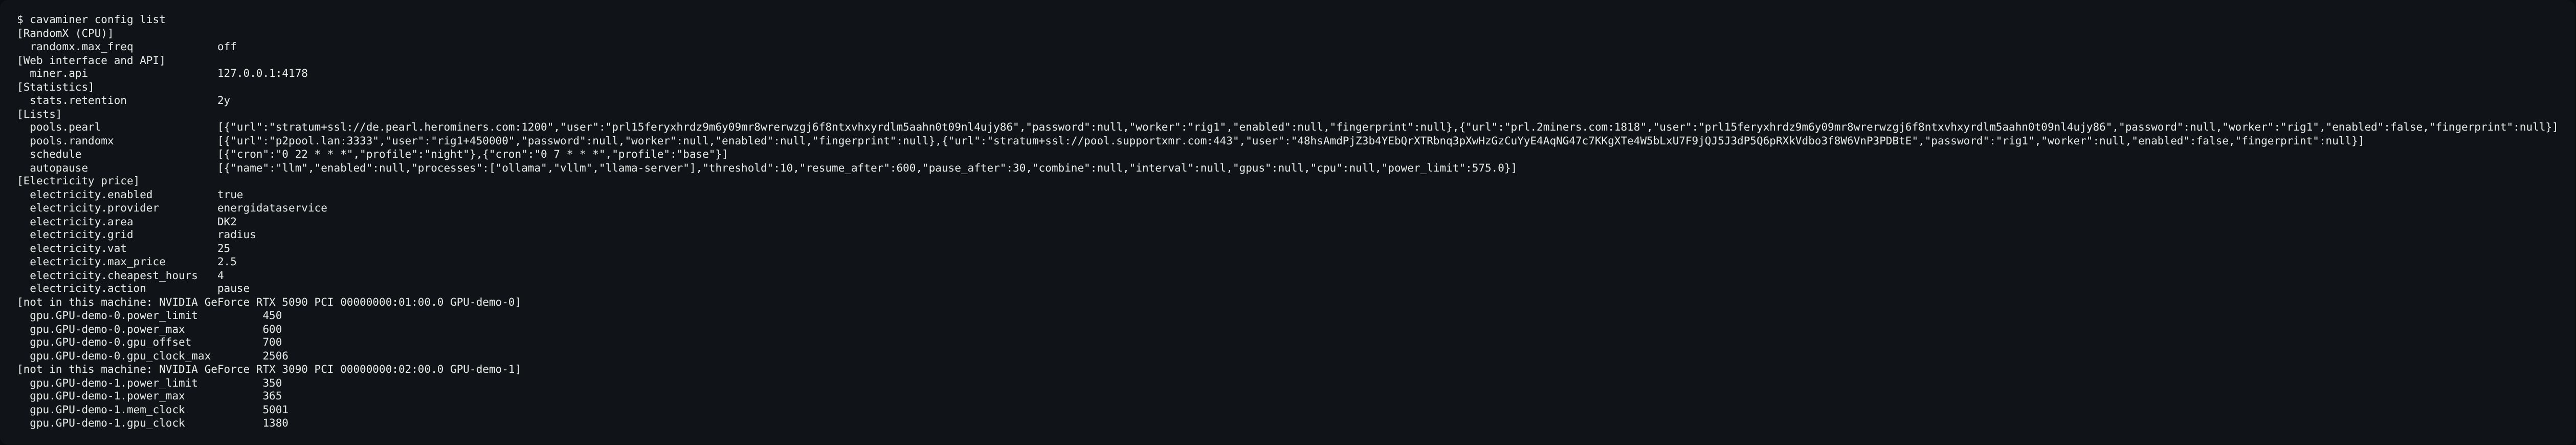 $ cavaminer config list
[RandomX (CPU)]
  randomx.max_freq             off
[Web interface and API]
  miner.api                    127.0.0.1:4178
[Statistics]
  stats.retention              2y
[Lists]
  pools.pearl                  [{"url":"stratum+ssl://de.pearl.herominers.com:1200","user":"prl15feryxhrdz9m6y09mr8wrerwzgj6f8ntxvhxyrdlm5aahn0t09nl4ujy86","password":null,"worker":"rig1","enabled":null,"fingerprint":null},{"url":"prl.2miners.com:1818","user":"prl15feryxhrdz9m6y09mr8wrerwzgj6f8ntxvhxyrdlm5aahn0t09nl4ujy86","password":null,"worker":"rig1","enabled":false,"fingerprint":null}]
  pools.randomx                [{"url":"p2pool.lan:3333","user":"rig1+450000","password":null,"worker":null,"enabled":null,"fingerprint":null},{"url":"stratum+ssl://pool.supportxmr.com:443","user":"48hsAmdPjZ3b4YEbQrXTRbnq3pXwHzGzCuYyE4AqNG47c7KKgXTe4W5bLxU7F9jQJ5J3dP5Q6pRXkVdbo3f8W6VnP3PDBtE","password":"rig1","worker":null,"enabled":false,"fingerprint":null}]
  schedule                     [{"cron":"0 22 * * *","profile":"night"},{"cron":"0 7 * * *","profile":"base"}]
  autopause                    [{"name":"llm","enabled":null,"processes":["ollama","vllm","llama-server"],"threshold":10,"resume_after":600,"pause_after":30,"combine":null,"interval":null,"gpus":null,"cpu":null,"power_limit":575.0}]
[Electricity price]
  electricity.enabled          true
  electricity.provider         energidataservice
  electricity.area             DK2
  electricity.grid             radius
  electricity.vat              25
  electricity.max_price        2.5
  electricity.cheapest_hours   4
  electricity.action           pause
[not in this machine: NVIDIA GeForce RTX 5090 PCI 00000000:01:00.0 GPU-demo-0]
  gpu.GPU-demo-0.power_limit          450
  gpu.GPU-demo-0.power_max            600
  gpu.GPU-demo-0.gpu_offset           700
  gpu.GPU-demo-0.gpu_clock_max        2506
[not in this machine: NVIDIA GeForce RTX 3090 PCI 00000000:02:00.0 GPU-demo-1]
  gpu.GPU-demo-1.power_limit          350
  gpu.GPU-demo-1.power_max            365
  gpu.GPU-demo-1.mem_clock            5001
  gpu.GPU-demo-1.gpu_clock            1380